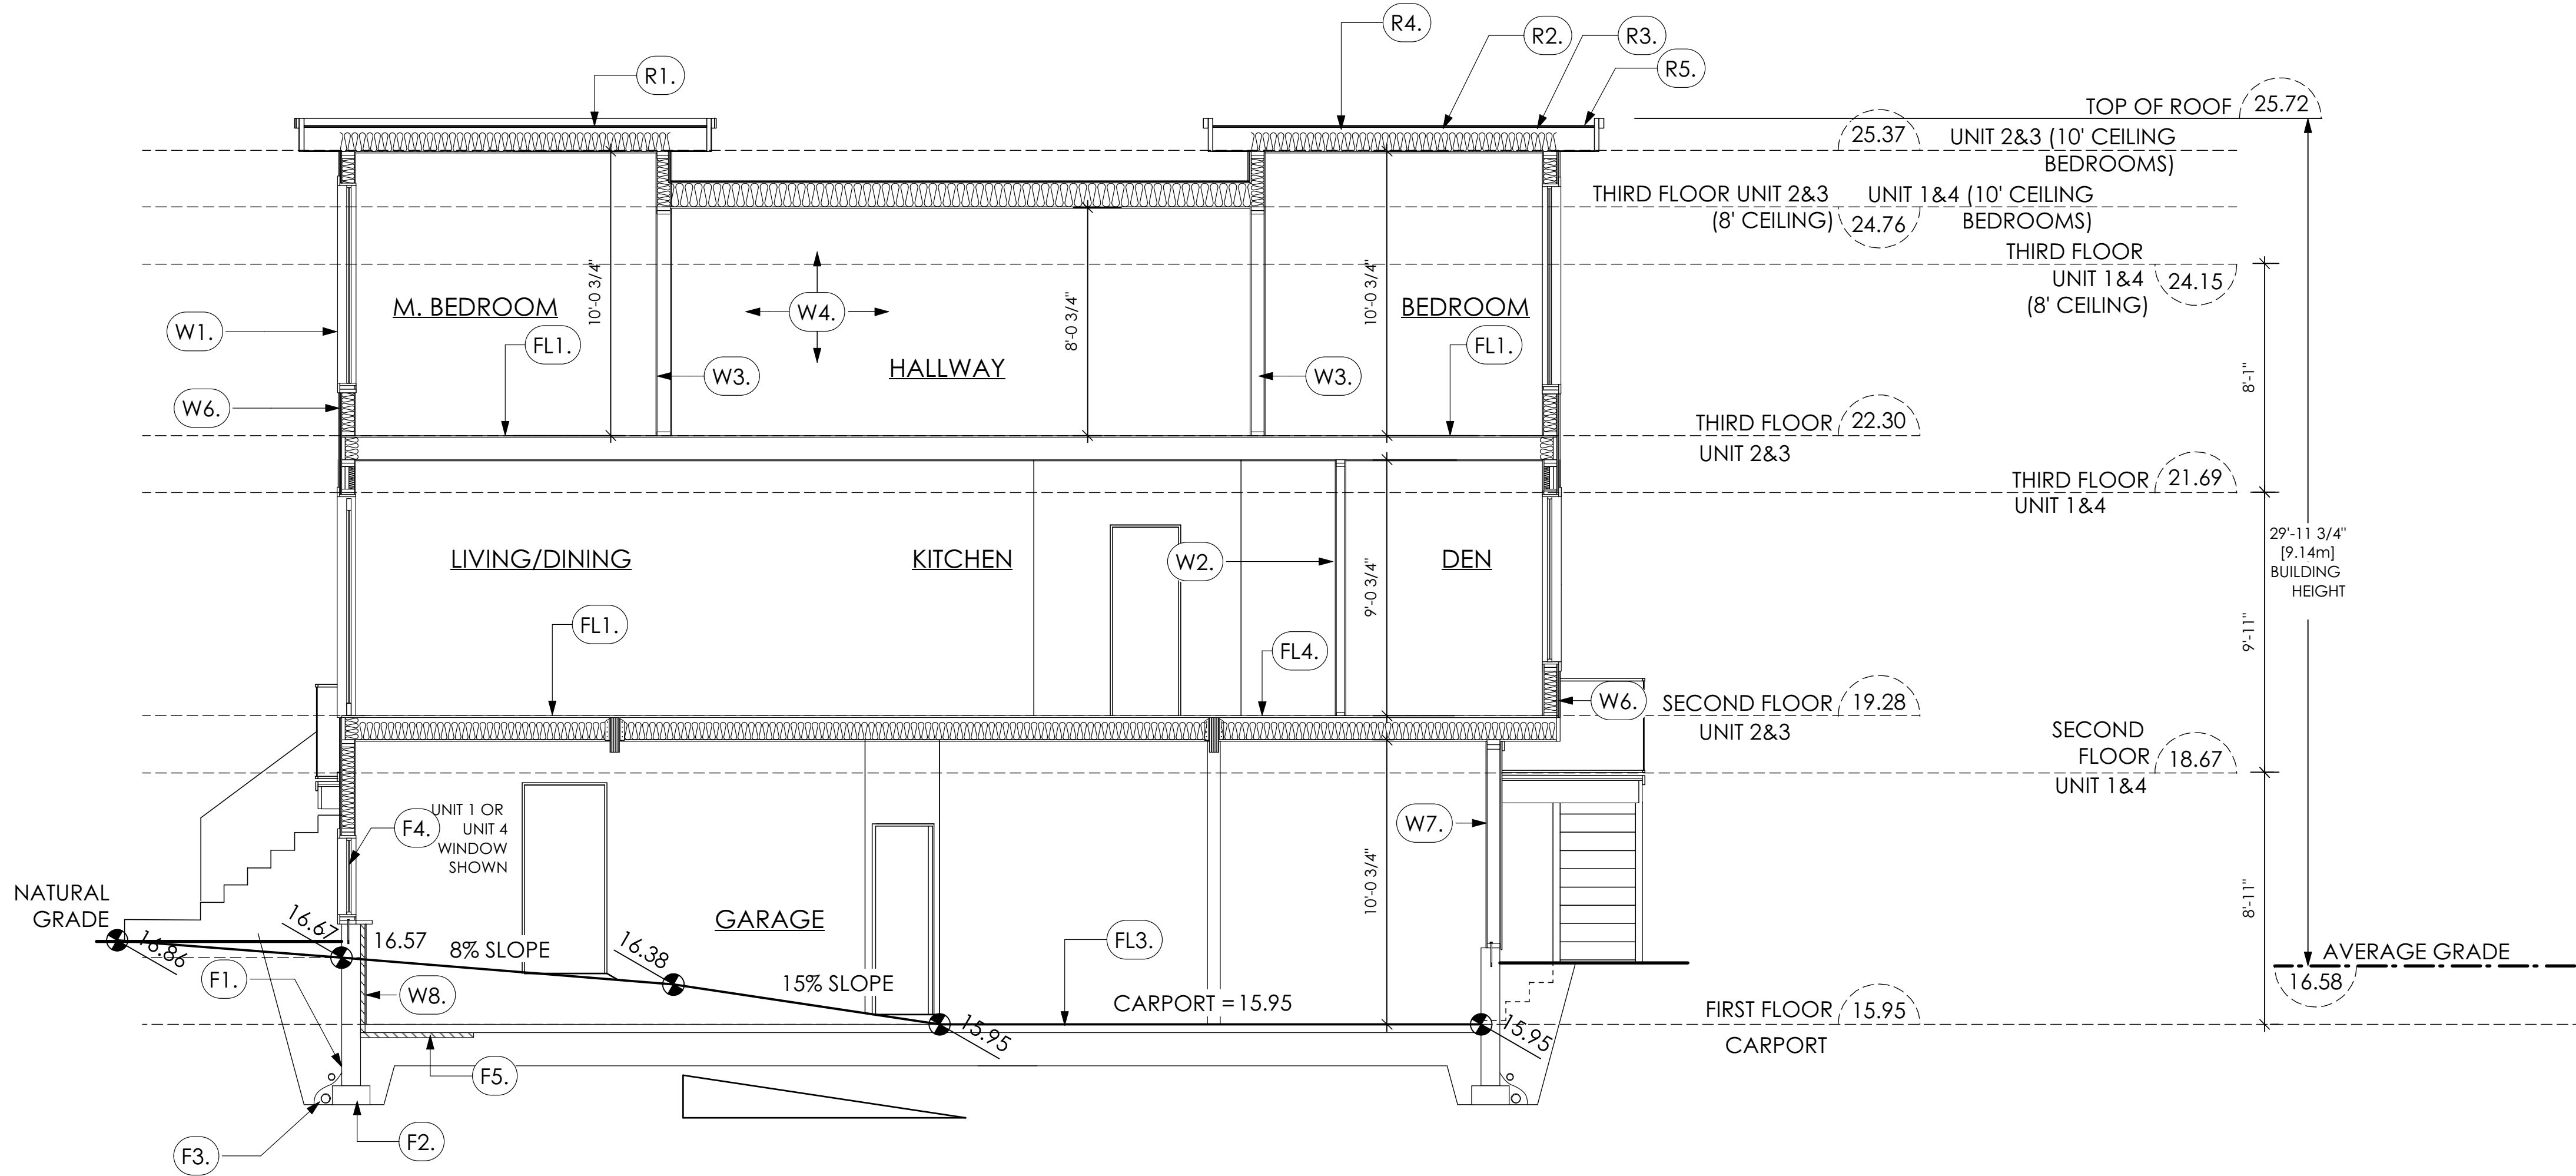 R4.
R2.
R3.
R1.
R5.
TOP OF ROOF 25.72
25.37 UNIT 2&3 (10' CEILING
BEDROOMS)
THIRD FLOOR UNIT 2&3
(8' CEILING) 24.76
UNIT 1&4 (10' CEILING
BEDROOMS)
THIRD FLOOR
UNIT 1&4 24.15
(8' CEILING)
W1.
M. BEDROOM
10'-0 3/4"
W4.
8'-0 3/4"
10'-0 3/4"
BEDROOM
FL1.
FL1.
HALLWAY
W3.
W3.
W6.
8'-1"
THIRD FLOOR 22.30
UNIT 2&3
THIRD FLOOR 21.69
UNIT 1&4
29'-11 3/4"
[9.14m]
BUILDING
HEIGHT
LIVING/DINING
KITCHEN
W2.
9'-0 3/4"
DEN
FL1.
FL4.
9'-11"
W6.
SECOND FLOOR 19.28
UNIT 2&3
SECOND
FLOOR 18.67
UNIT 1&4
F4.
UNIT 1 OR
UNIT 4
WINDOW
SHOWN
W7.
10'-0 3/4"
8'-11"
NATURAL
GRADE
16.86
16.67
16.57
8% SLOPE
GARAGE
16.38
15% SLOPE
FL3.
CARPORT = 15.95
15.95
15.95
AVERAGE GRADE
16.58
FIRST FLOOR 15.95
CARPORT
F1.
W8.
F5.
F3.
F2.